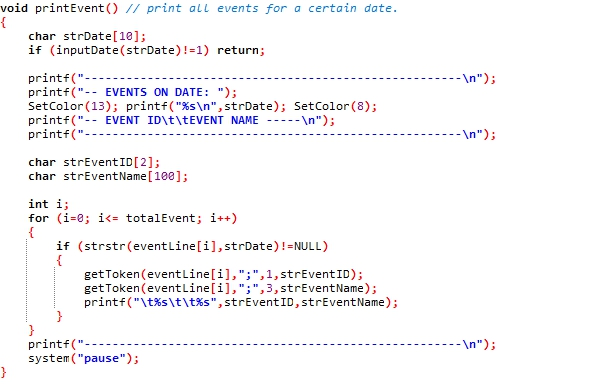 void printEvent() // print all events for a certain date.
{
    char strDate[10];
    if (inputDate(strDate)!=1) return;

    printf("------------------------------------------------------\n");
    printf("-- EVENTS ON DATE: ");
    SetColor(13); printf("%s\n",strDate); SetColor(8);
    printf("-- EVENT ID\t\tEVENT NAME -----\n");
    printf("------------------------------------------------------\n");

    char strEventID[2];
    char strEventName[100];

    int i;
    for (i=0; i<= totalEvent; i++)
    {
        if (strstr(eventLine[i],strDate)!=NULL)
        {
            getToken(eventLine[i],";",1,strEventID);
            getToken(eventLine[i],";",3,strEventName);
            printf("\t%s\t\t%s",strEventID,strEventName);
        }
    }
    printf("------------------------------------------------------\n");
    system("pause");
}